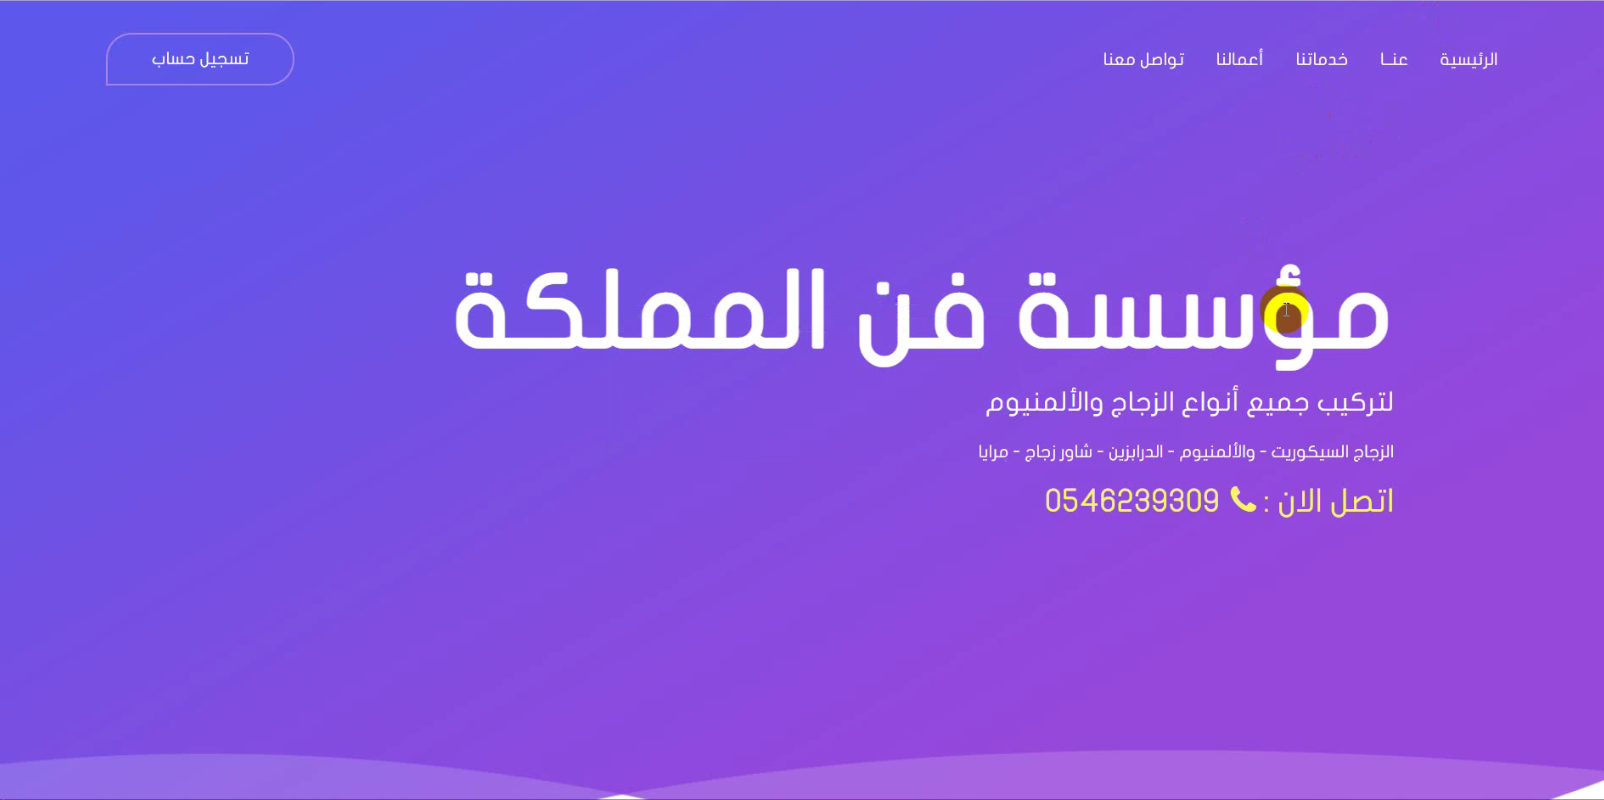 الرئيسية عنــا خدماتنا أعمالنا تواصل معنا تسجيل حساب
مؤسسة فن المملكة
لتركيب جميع أنواع الزجاج والألمنيوم
الزجاج السيكوريت - والألمنيوم - الدرابزين - شاور زجاج - مرايا
اتصل الان : 0546239309